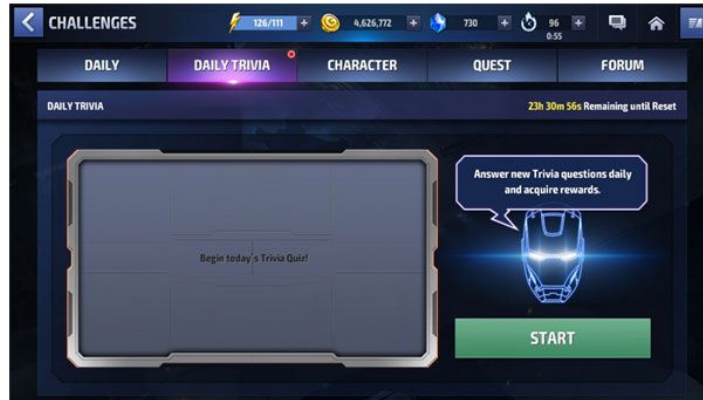 CHALLENGES
126/111
4,626,772
730
96
0:55
DAILY
DAILY TRIVIA
CHARACTER
QUEST
FORUM
DAILY TRIVIA
23h 30m 56s Remaining until Reset
Answer new Trivia questions daily
and acquire rewards.
Begin today's Trivia Quiz!
START